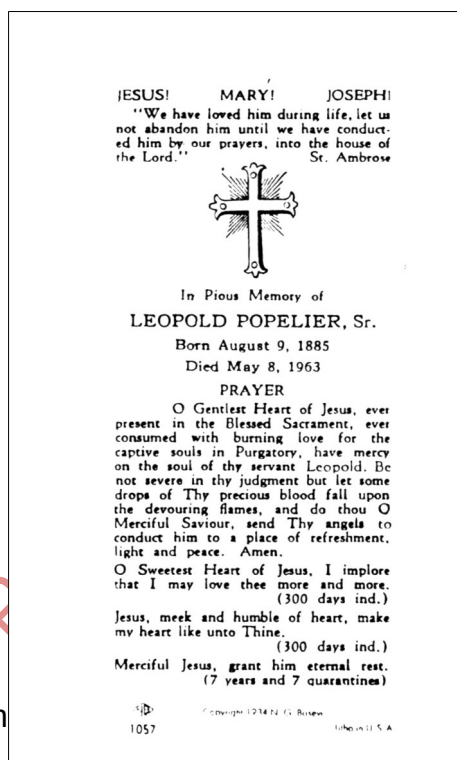 JESUS! MARY! JOSEPH!
"We have loved him during life, let us
not abandon him until we have conduct-
ed him by our prayers, into the house of
the Lord." St. Ambrose
In Pious Memory of
LEOPOLD POPELIER, Sr.
Born August 9, 1885
Died May 8, 1963
PRAYER
O Gentlest Heart of Jesus, ever
present in the Blessed Sacrament, ever
consumed with burning love for the
captive souls in Purgatory, have mercy
on the soul of thy servant Leopold. Be
not severe in thy judgment but let some
drops of Thy precious blood fall upon
the devouring flames, and do thou O
Merciful Saviour, send Thy angels to
conduct him to a place of refreshment,
light and peace. Amen.
O Sweetest Heart of Jesus, I implore
that I may love thee more and more.
(300 days ind.)
Jesus, meek and humble of heart, make
my heart like unto Thine.
(300 days ind.)
Merciful Jesus, grant him eternal rest.
(7 years and 7 quarantines)
Copyright 1934 N. G.
1057 Litho in U. S. A